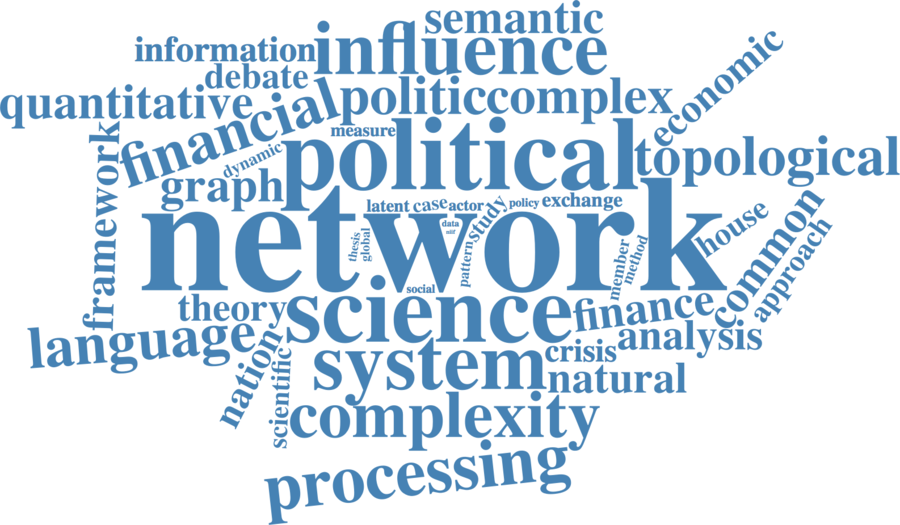 semantic
information
influence
debate
economic
quantitative
financial
politic
complex
measure
political
topological
dynamic
framework
graph
latent
case
actor
study
policy
exchange
network
data
thesis
global
pattern
member
method
house
common
approach
social
theory
science
finance
language
analysis
nation
scientific
system
crisis
natural
complexity
processing